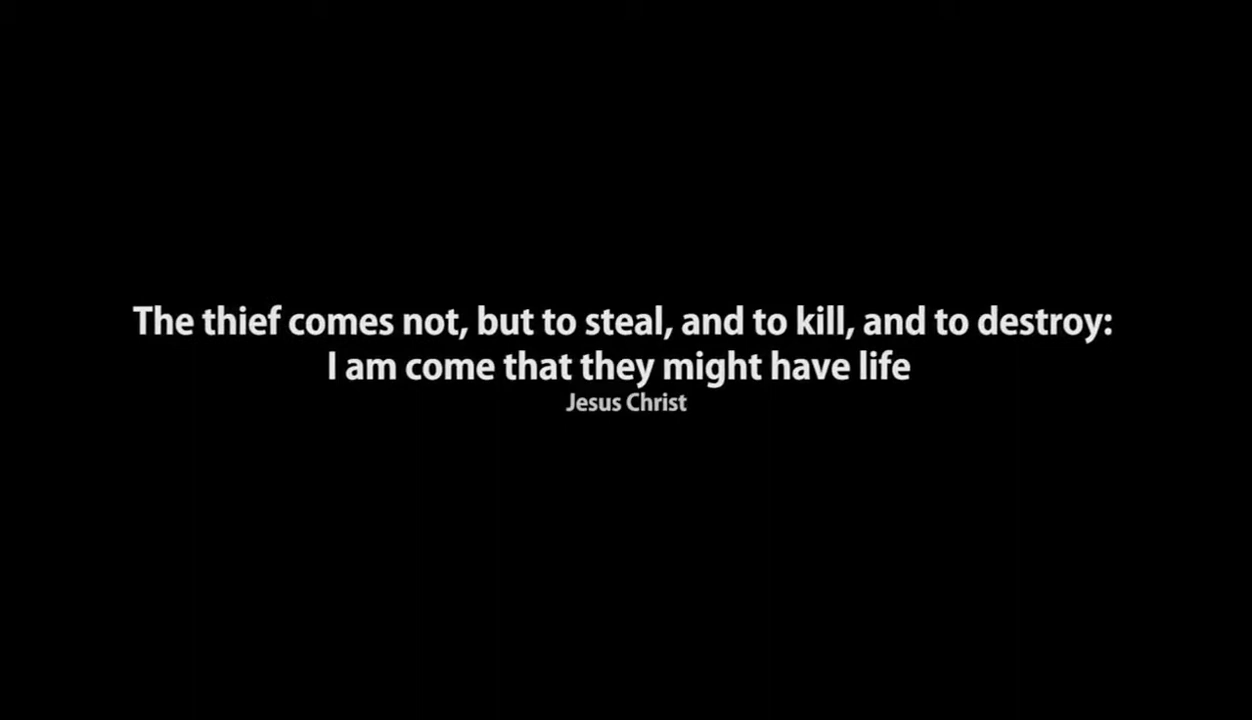 The thief comes not, but to steal, and to kill, and to destroy:
I am come that they might have life
Jesus Christ